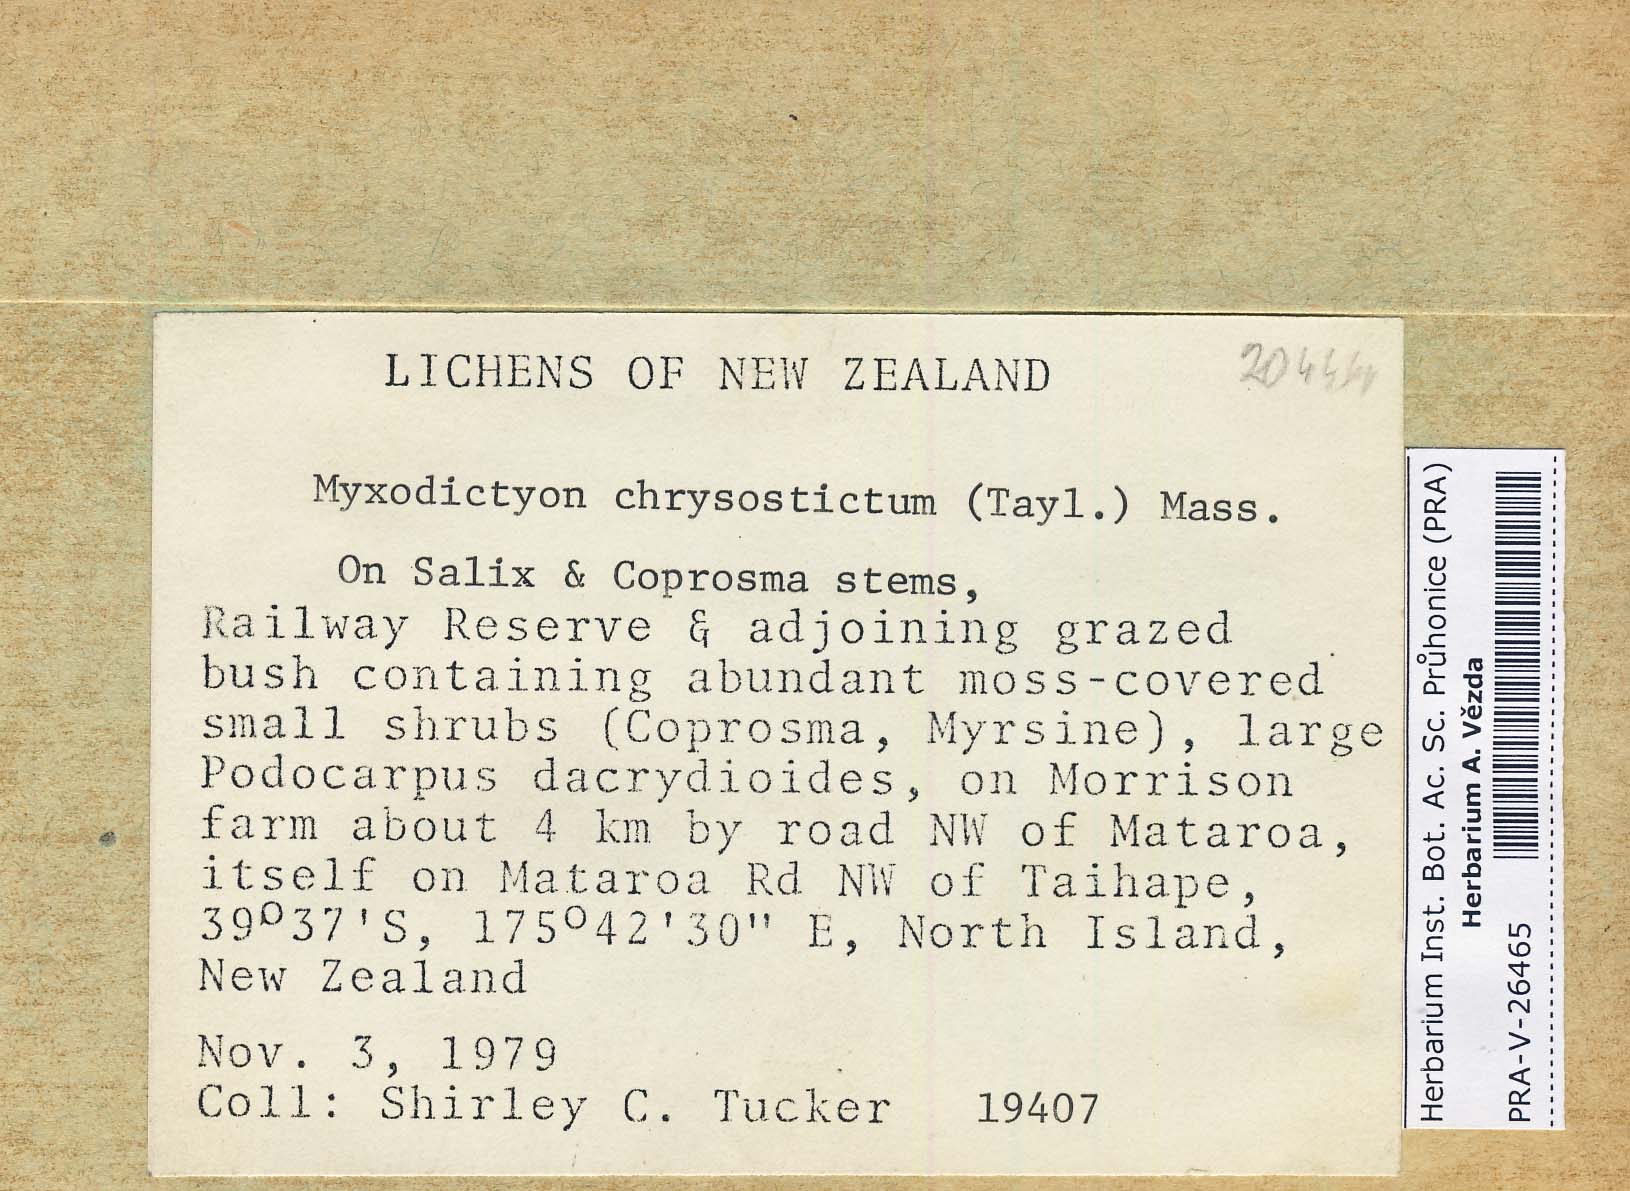 LICHENS OF NEW ZEALAND
Myxodictyon chrysostictum (Tayl.) Mass.
On Salix & Coprosma stems,
Railway Reserve & adjoining grazed
bush containing abundant moss-covered
small shrubs (Coprosma, Myrsine), large
Podocarpus dacrydioides, on Morrison
farm about 4 km by road NW of Mataroa,
itself on Mataroa Rd NW of Taihape,
39°37'S, 175°42'30" E, North Island,
New Zealand
Nov. 3, 1979
Coll: Shirley C. Tucker 19407
Herbarium Inst. Bot. Ac. Sc. Průhonice (PRA)
Herbarium A. Vězda
PRA-V-26465